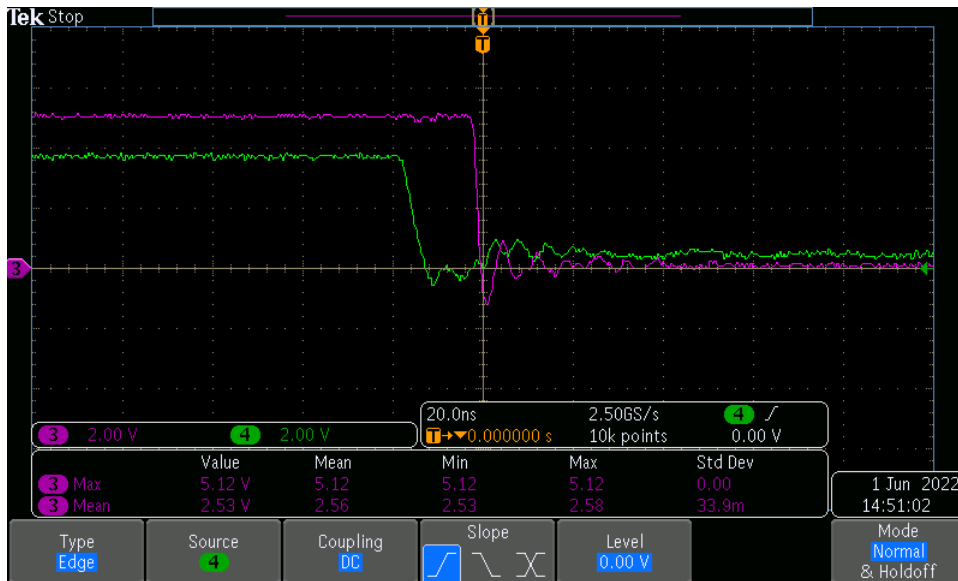 Tek Stop
T
T
3
20.0ns 2.50GS/s 4
3 2.00 V 4 2.00 V
T→▼0.000000 s 10k points 0.00 V
Value Mean Min Max Std Dev
3 Max 5.12 V 5.12 5.12 5.12 0.00
3 Mean 2.53 V 2.56 2.53 2.58 33.9m
1 Jun 2022
14:51:02
Type
Edge
Source
4
Coupling
DC
Slope
Level
0.00 V
Mode
Normal
& Holdoff